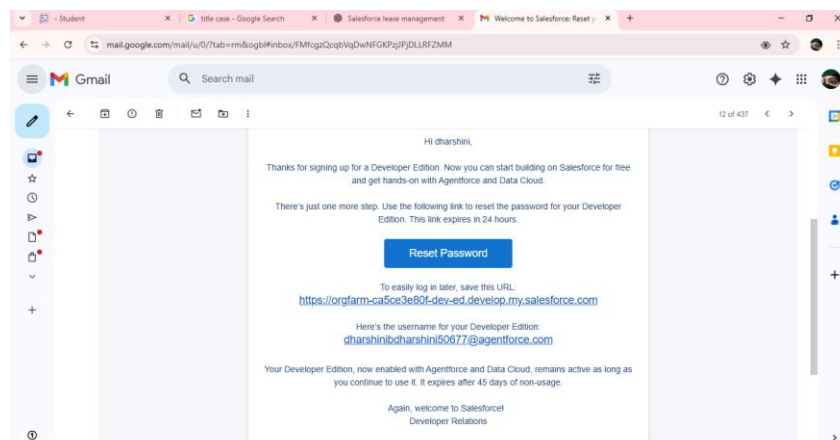 - Student
title case - Google Search
Salesforce lease management
Welcome to Salesforce: Reset y
mail.google.com/mail/u/0/?tab=rm&ogbl#inbox/FMfcgzQcqbVqDwNFGKPzjJPjDLLRFZMM
Gmail
Search mail
12 of 437
Hi dharshini,
Thanks for signing up for a Developer Edition. Now you can start building on Salesforce for free
and get hands-on with Agentforce and Data Cloud.
There's just one more step. Use the following link to reset the password for your Developer
Edition. This link expires in 24 hours.
Reset Password
To easily log in later, save this URL:
https://orgfarm-ca5ce3e80f-dev-ed.develop.my.salesforce.com
Here's the username for your Developer Edition:
dharshinibdharshini50677@agentforce.com
Your Developer Edition, now enabled with Agentforce and Data Cloud, remains active as long as
you continue to use it. It expires after 45 days of non-usage.
Again, welcome to Salesforce!
Developer Relations